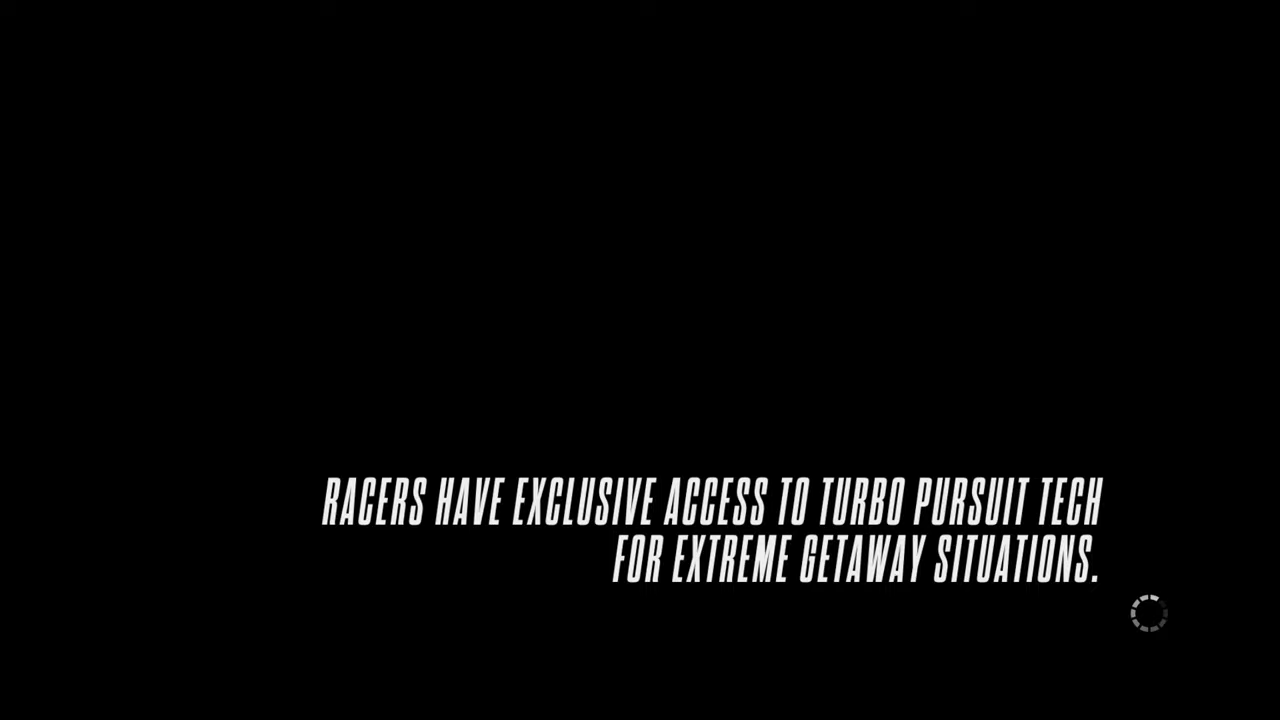 RACERS HAVE EXCLUSIVE ACCESS TO TURBO PURSUIT TECH
FOR EXTREME GETAWAY SITUATIONS.